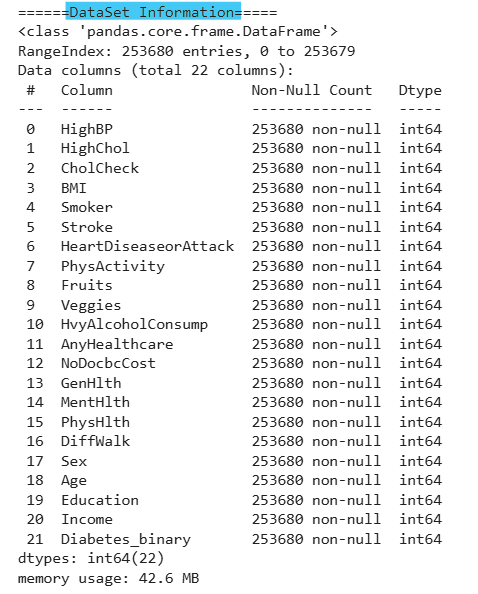 ======DataSet Information=====
<class 'pandas.core.frame.DataFrame'>
RangeIndex: 253680 entries, 0 to 253679
Data columns (total 22 columns):
 #   Column                Non-Null Count   Dtype
---  ------                --------------   -----
 0   HighBP                253680 non-null  int64
 1   HighChol              253680 non-null  int64
 2   CholCheck             253680 non-null  int64
 3   BMI                   253680 non-null  int64
 4   Smoker                253680 non-null  int64
 5   Stroke                253680 non-null  int64
 6   HeartDiseaseorAttack  253680 non-null  int64
 7   PhysActivity          253680 non-null  int64
 8   Fruits                253680 non-null  int64
 9   Veggies               253680 non-null  int64
 10  HvyAlcoholConsump     253680 non-null  int64
 11  AnyHealthcare         253680 non-null  int64
 12  NoDocbcCost           253680 non-null  int64
 13  GenHlth               253680 non-null  int64
 14  MentHlth              253680 non-null  int64
 15  PhysHlth              253680 non-null  int64
 16  DiffWalk              253680 non-null  int64
 17  Sex                   253680 non-null  int64
 18  Age                   253680 non-null  int64
 19  Education             253680 non-null  int64
 20  Income                253680 non-null  int64
 21  Diabetes_binary       253680 non-null  int64
dtypes: int64(22)
memory usage: 42.6 MB